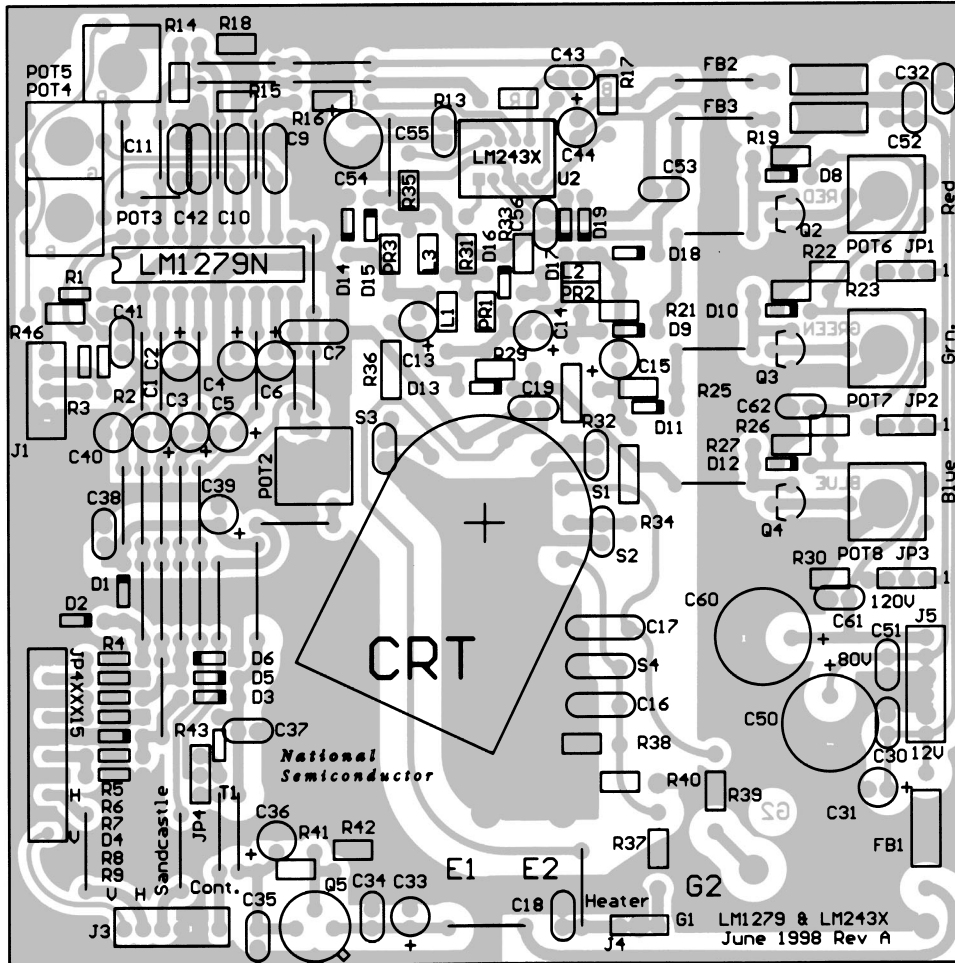 R14
R18
POT5
POT4
R15
R16
C43
R17
FB2
C32
C11
C9
C55
R13
LM243X
C44
FB3
R19
C52
C54
R35
U2
C53
D8
RED
Red
POT3
C42
C10
R33
C56
D16
D17
D19
Q2
POT6
JP1
LM1279N
D14
D15
PR3
L3
R31
L2
PR2
D18
R22
1
R1
R46
C41
L1
PR1
C14
R21
D10
R23
D9
GREEN
Grn.
C2
C7
R36
C13
R29
C15
Q3
C1
C4
C6
D13
R25
POT7
JP2
R3
R2
C3
C5
S3
C19
R32
D11
C62
R26
1
J1
C40
POT2
R27
D12
BLUE
Blue
C38
C39
S1
R34
Q4
S2
POT8
JP3
D1
R30
1
D2
C60
120V
J5
C61
C51
R4
CRT
C17
80V
JP4XXX15
D6
D5
D3
S4
C16
C50
R43
C37
National
Semiconductor
R38
12V
C30
R5
R6
R7
D4
R8
R9
Sandcastle
JP4
T1
R40
R39
G2
C31
C36
R41
R42
R37
FB1
V
H
Cont.
E1
E2
G2
J3
C35
Q5
C34
C33
C18
Heater
J4
G1
LM1279 & LM243X
June 1998 Rev A